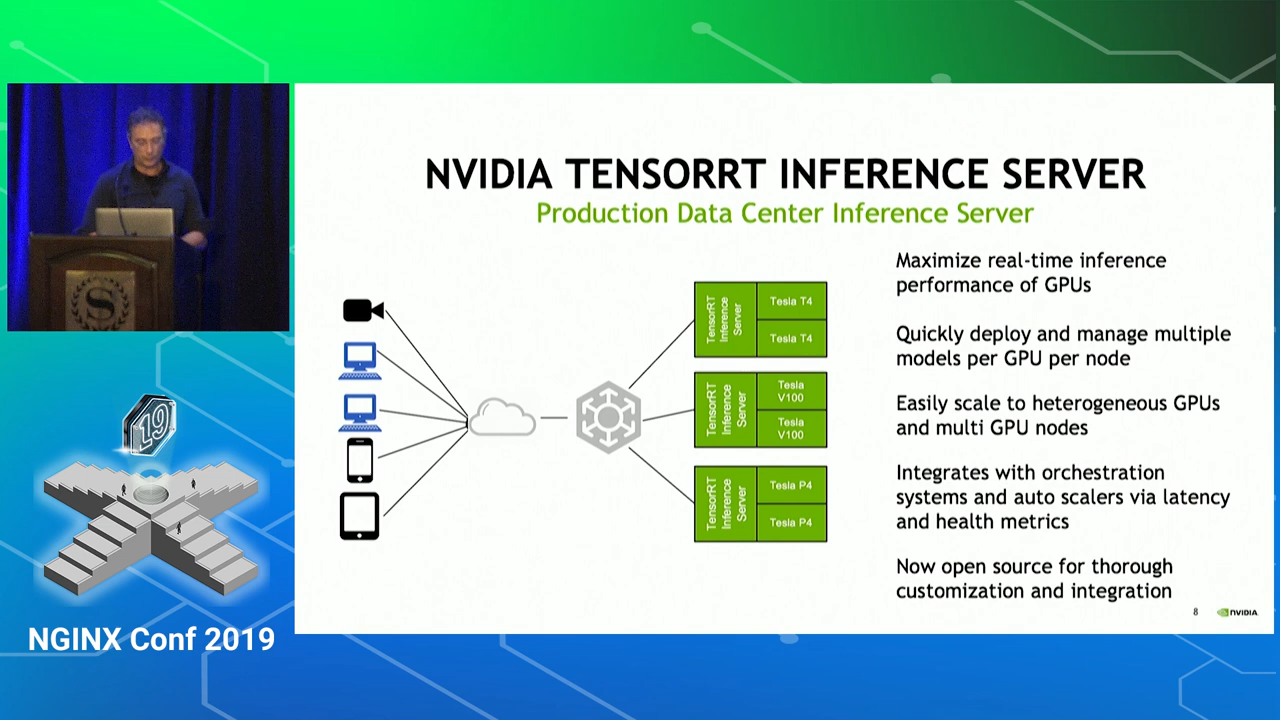 NVIDIA TENSORRT INFERENCE SERVER
Production Data Center Inference Server
Maximize real-time inference
performance of GPUs
Quickly deploy and manage multiple
models per GPU per node
Easily scale to heterogeneous GPUs
and multi GPU nodes
Integrates with orchestration
systems and auto scalers via latency
and health metrics
Now open source for thorough
customization and integration
TensorRT
Inference
Server
Tesla T4
Tesla T4
TensorRT
Inference
Server
Tesla
V100
Tesla
V100
TensorRT
Inference
Server
Tesla P4
Tesla P4
8
NVIDIA
S
19
NGINX Conf 2019